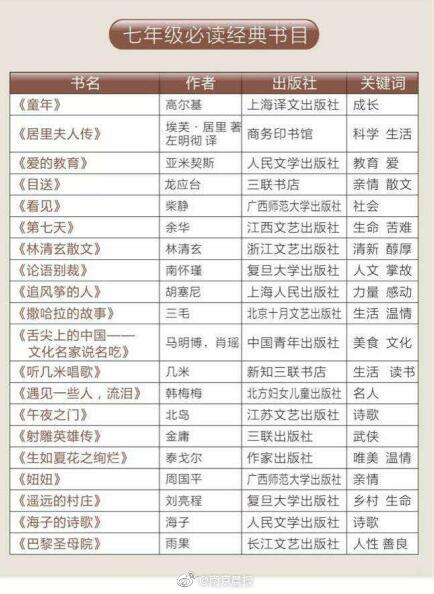 七年级必读经典书目
书名 作者 出版社 关键词
《童年》 高尔基 上海译文出版社 成长
《居里夫人传》 埃芙·居里 著 左明彻 译 商务印书馆 科学 生活
《爱的教育》 亚米契斯 人民文学出版社 教育 爱
《目送》 龙应台 三联书店 亲情 散文
《看见》 柴静 广西师范大学出版社 社会
《第七天》 余华 江西文艺出版社 生命 苦难
《林清玄散文》 林清玄 浙江文艺出版社 清新 醇厚
《论语别裁》 南怀瑾 复旦大学出版社 人文 掌故
《追风筝的人》 胡塞尼 上海人民出版社 力量 感动
《撒哈拉的故事》 三毛 北京十月文艺出版社 生活 温情
《舌尖上的中国——
文化名家说名吃》 马明博，肖瑶 中国青年出版社 美食 文化
《听几米唱歌》 几米 新知三联书店 生活 读书
《遇见一些人，流泪》 韩梅梅 北方妇女儿童出版社 名人
《午夜之门》 北岛 江苏文艺出版社 诗歌
《射雕英雄传》 金庸 三联出版社 武侠
《生如夏花之绚烂》 泰戈尔 作家出版社 唯美 温情
《妞妞》 周国平 广西师范大学出版社 亲情
《遥远的村庄》 刘亮程 复旦大学出版社 乡村 生命
《海子的诗歌》 海子 人民文学出版社 诗歌
《巴黎圣母院》 雨果 长江文艺出版社 人性 善良